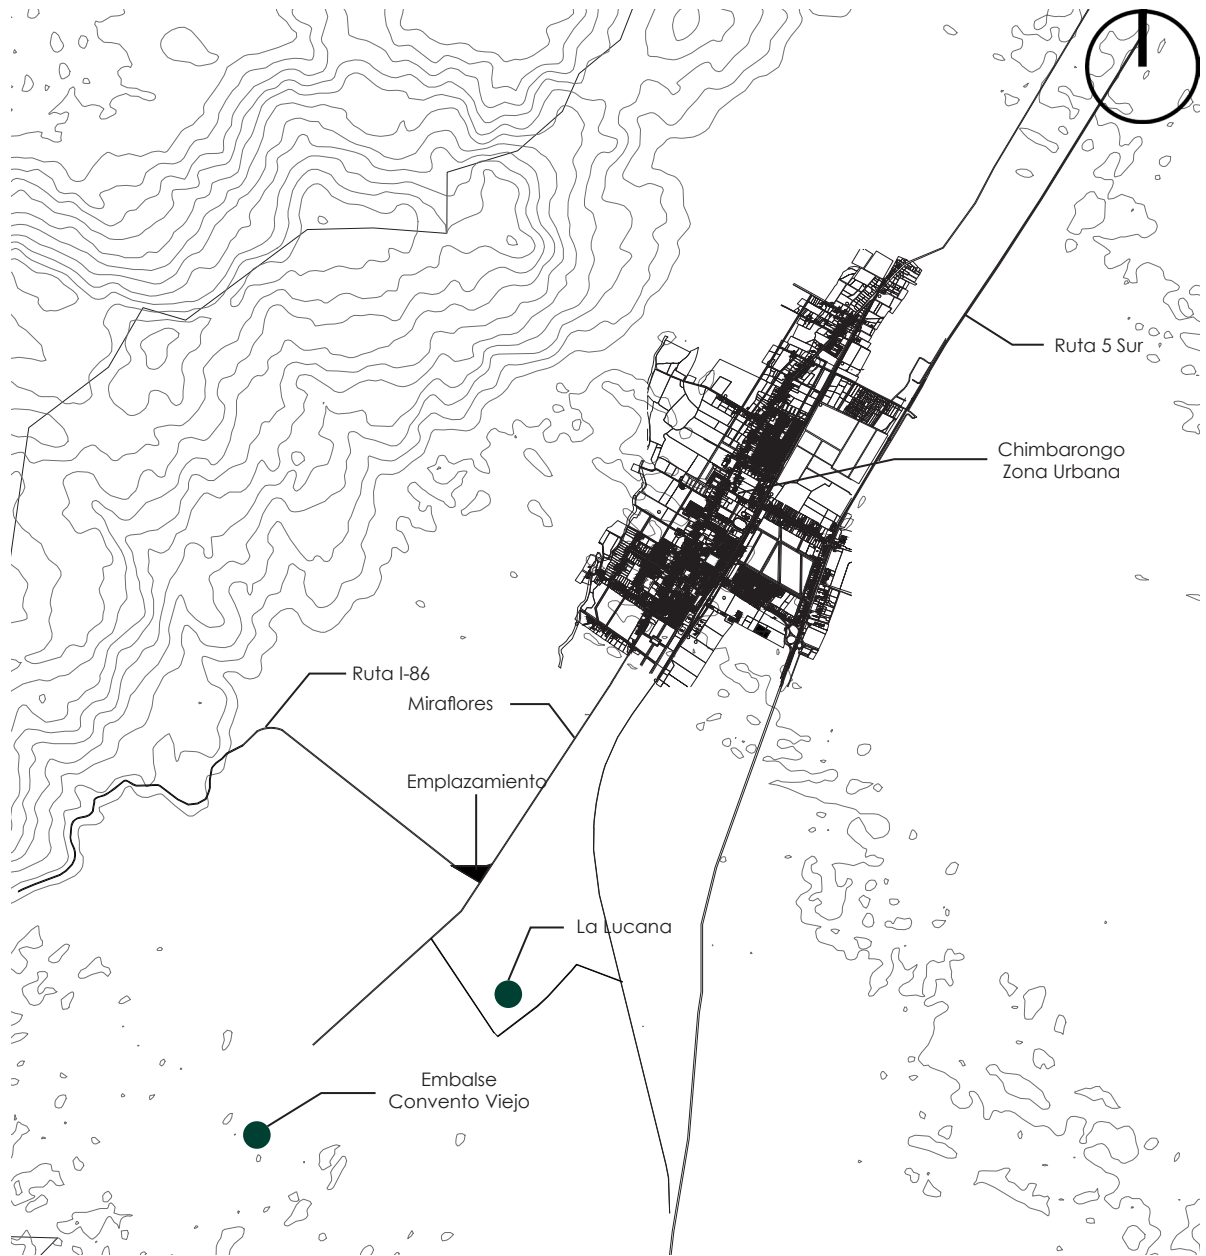 Ruta 5 Sur
Chimbarongo
Zona Urbana
Ruta I-86
Miraflores
Emplazamiento
La Lucana
Embalse
Convento Viejo